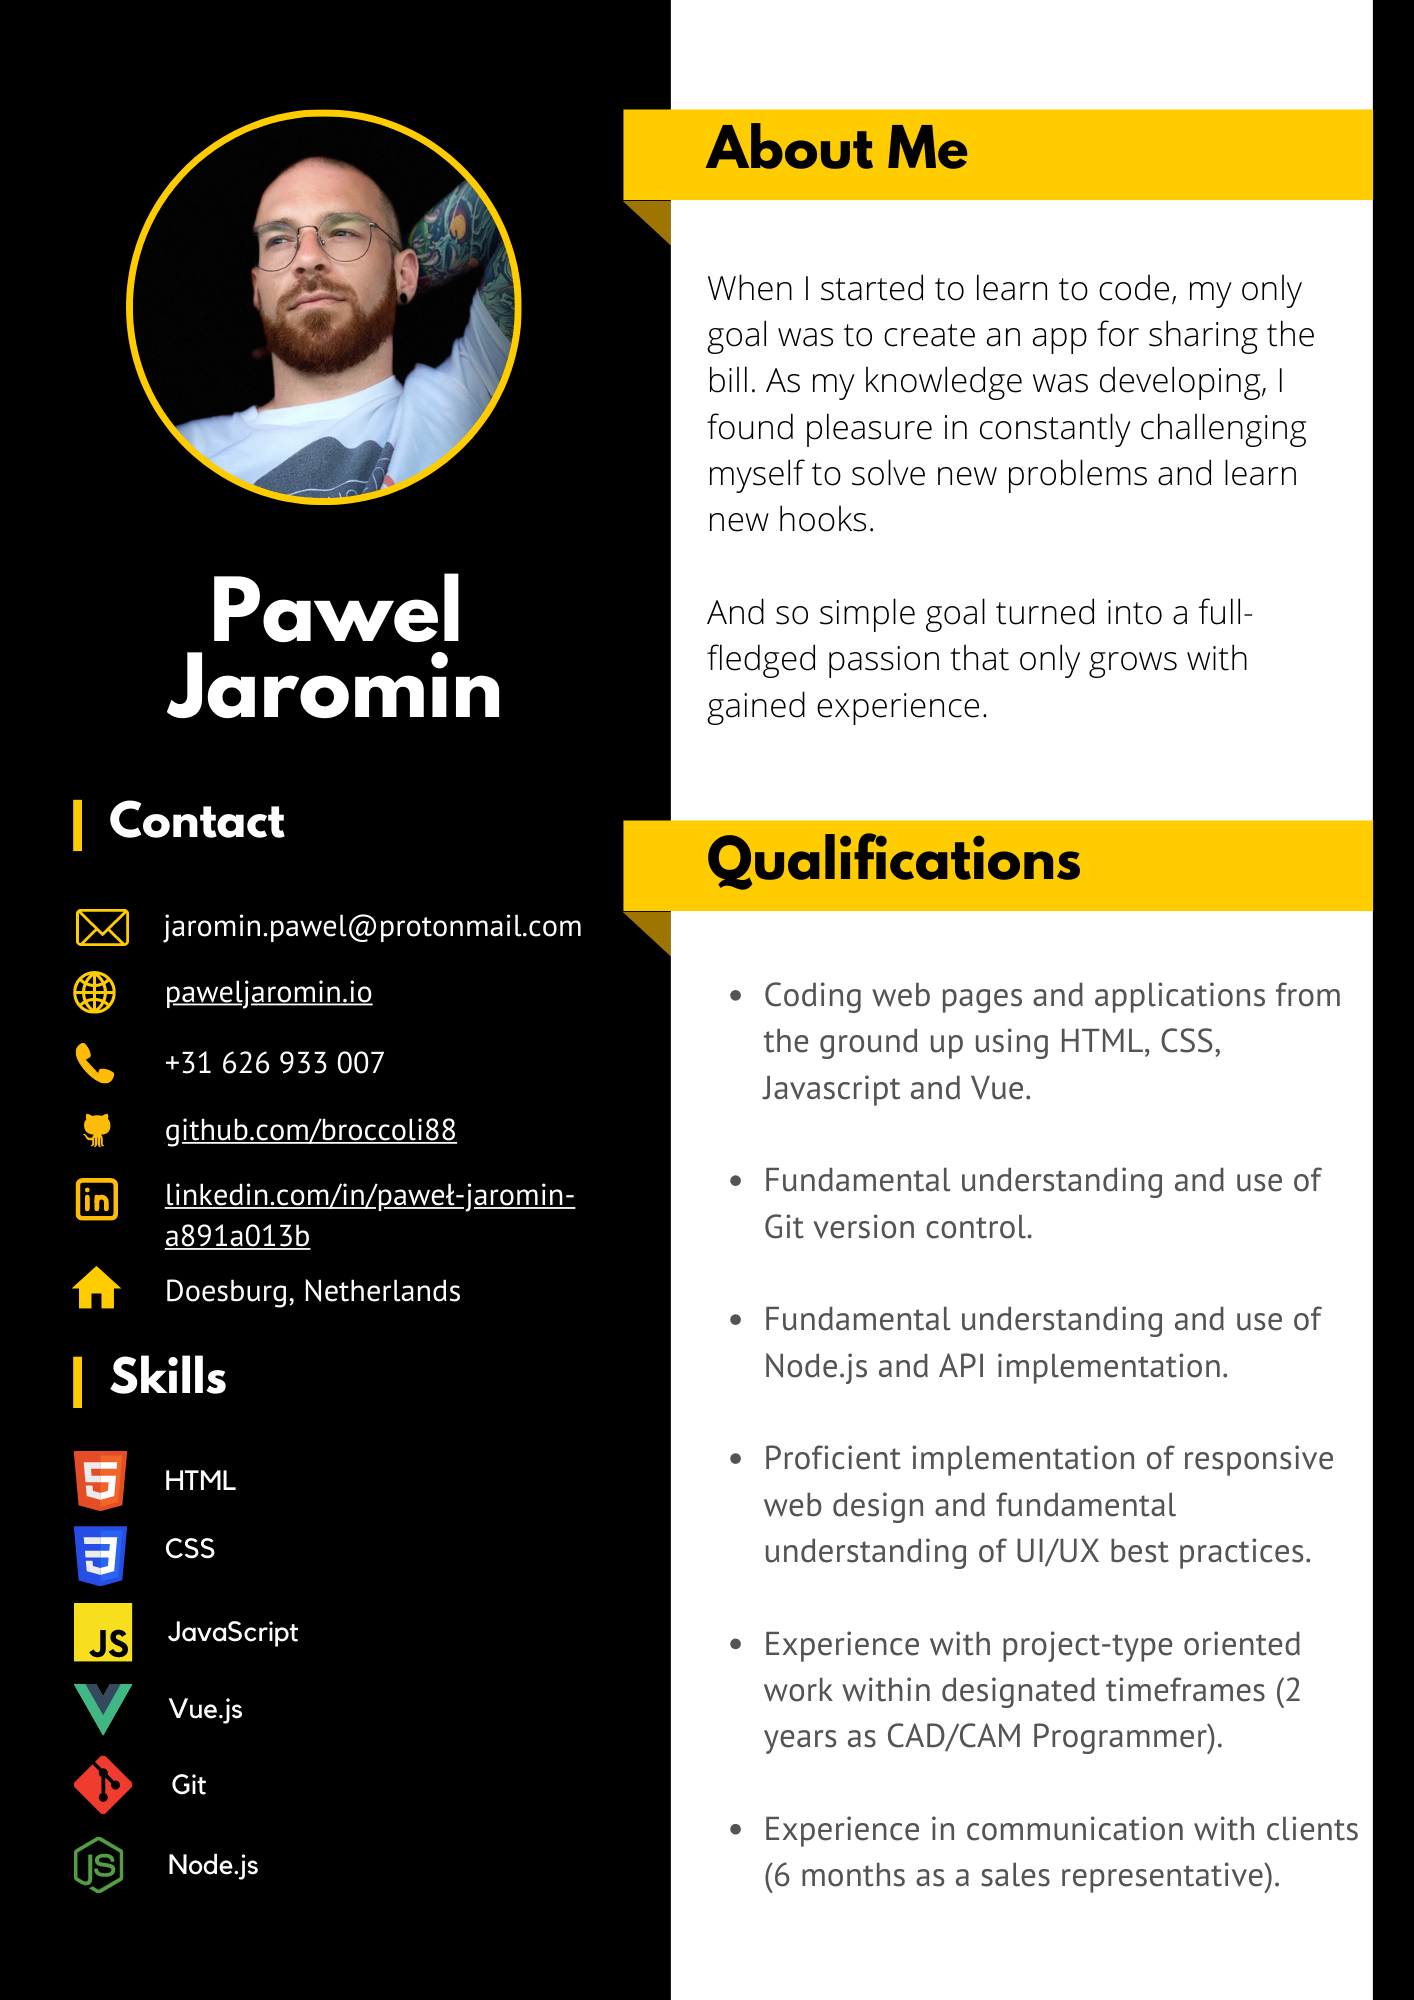 Pawel
Jaromin
Contact
jaromin.pawel@protonmail.com
paweljaromin.io
+31 626 933 007
github.com/broccoli88
linkedin.com/in/paweł-jaromin-
a891a013b
Doesburg, Netherlands
Skills
HTML
CSS
JS
JavaScript
Vue.js
Git
JS
Node.js
About Me
When I started to learn to code, my only
goal was to create an app for sharing the
bill. As my knowledge was developing, I
found pleasure in constantly challenging
myself to solve new problems and learn
new hooks.
And so simple goal turned into a full-
fledged passion that only grows with
gained experience.
Qualifications
• Coding web pages and applications from
the ground up using HTML, CSS,
Javascript and Vue.
• Fundamental understanding and use of
Git version control.
• Fundamental understanding and use of
Node.js and API implementation.
• Proficient implementation of responsive
web design and fundamental
understanding of UI/UX best practices.
• Experience with project-type oriented
work within designated timeframes (2
years as CAD/CAM Programmer).
• Experience in communication with clients
(6 months as a sales representative).